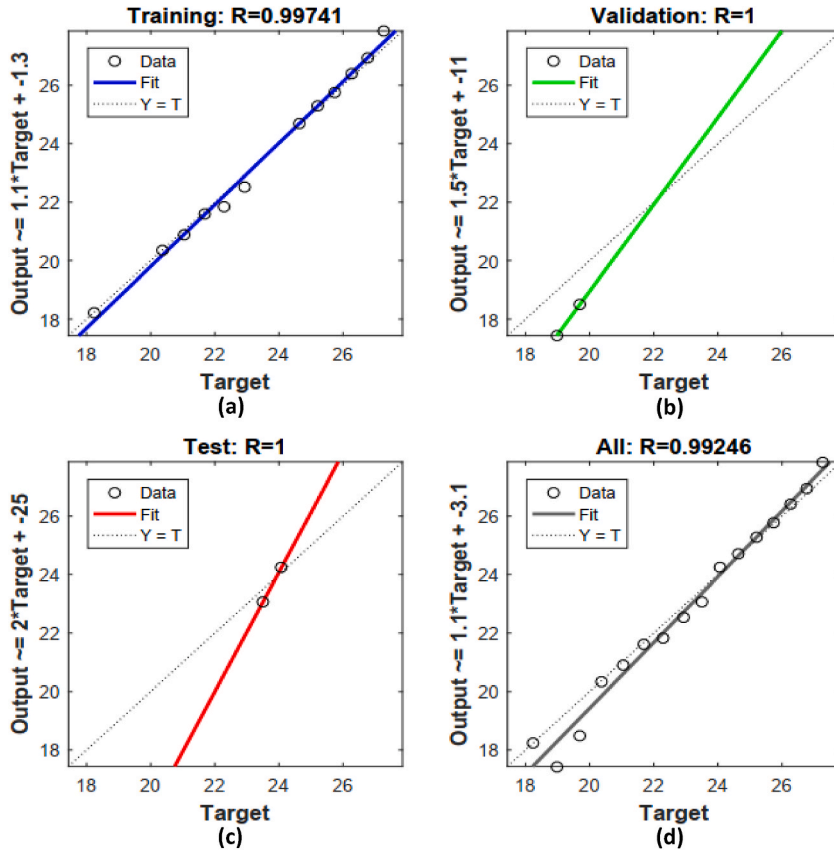 Training: R=0.99741
Output ~= 1.1*Target + -1.3
Data
Fit
Y = T
26
24
22
20
18
18 20 22 24 26
Target
(a)
Validation: R=1
Output ~= 1.5*Target + -11
Data
Fit
Y = T
26
24
22
20
18
18 20 22 24 26
Target
(b)
Test: R=1
Output ~= 2*Target + -25
Data
Fit
Y = T
26
24
22
20
18
18 20 22 24 26
Target
(c)
All: R=0.99246
Output ~= 1.1*Target + -3.1
Data
Fit
Y = T
26
24
22
20
18
18 20 22 24 26
Target
(d)